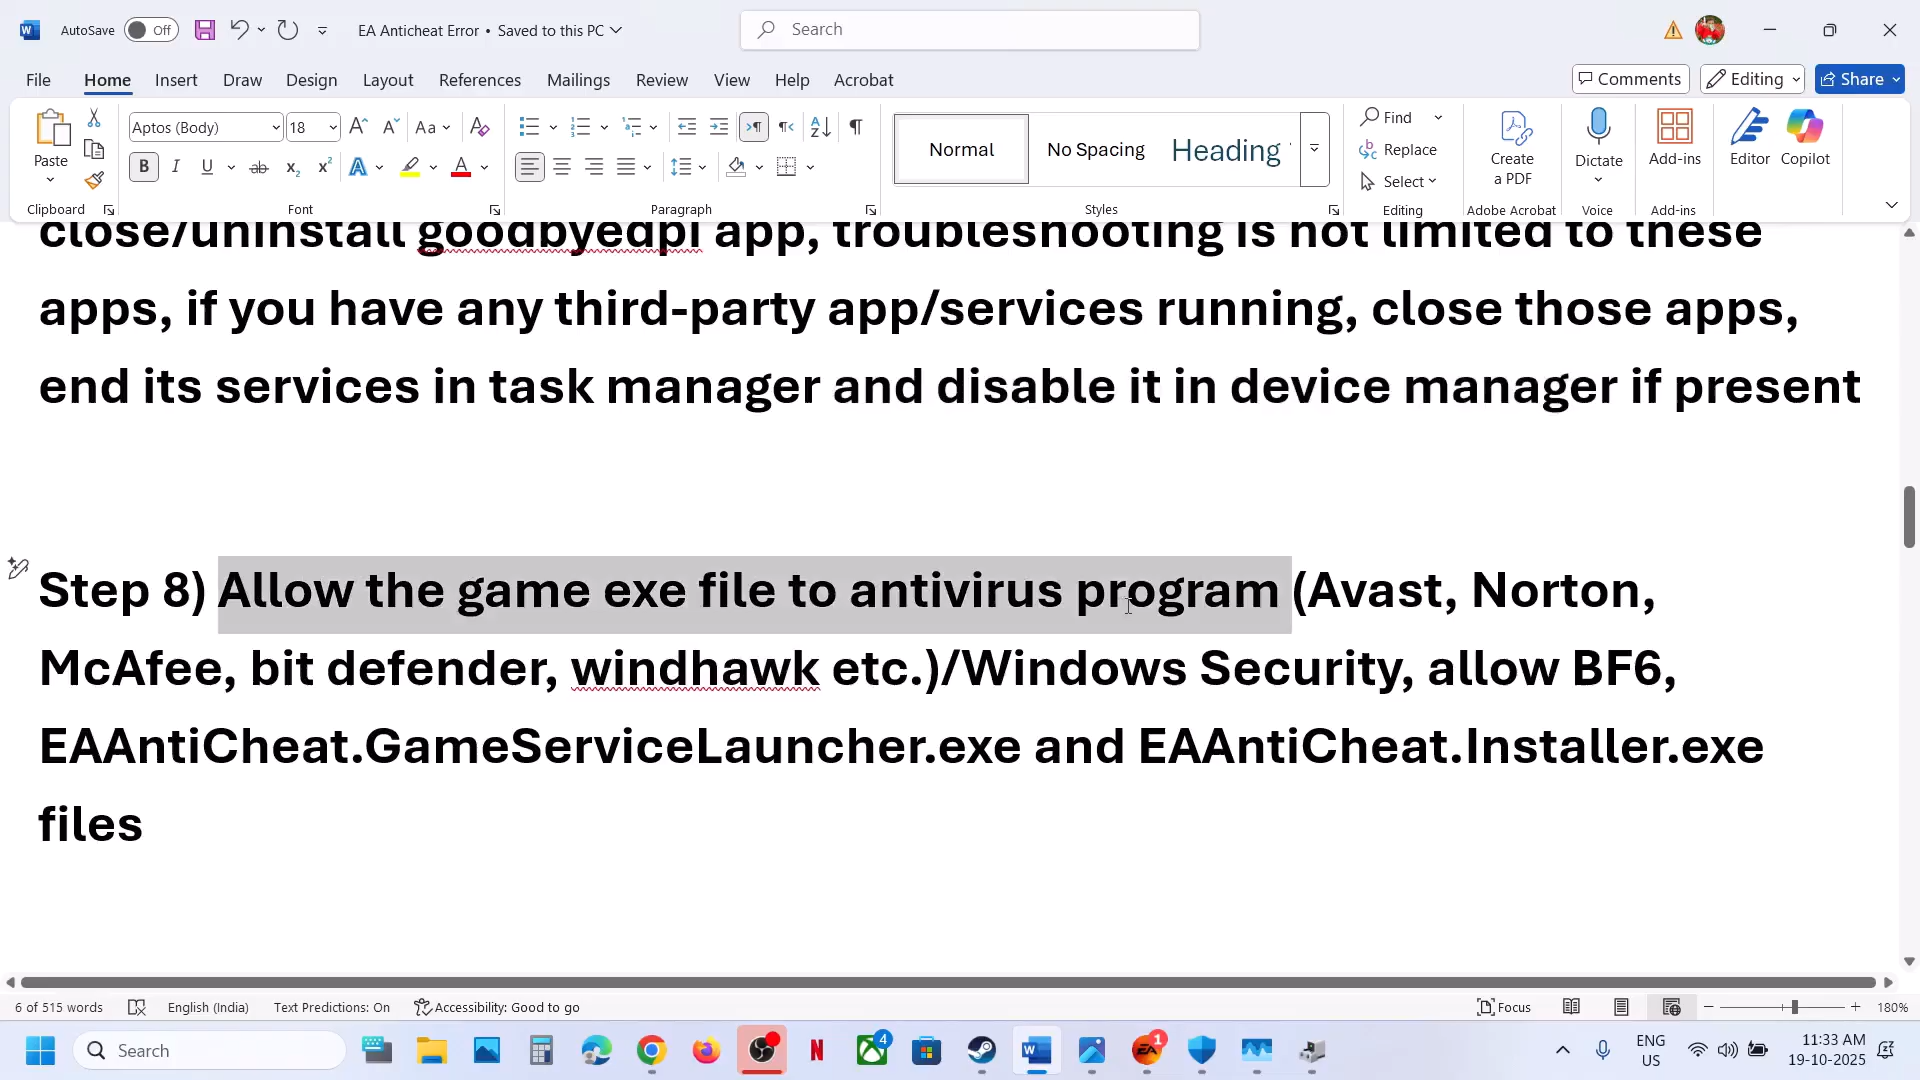 AutoSave Off EA Anticheat Error • Saved to this PC Search
File Home Insert Draw Design Layout References Mailings Review View Help Acrobat Comments Editing Share
Paste Aptos (Body) 18 Aa Normal No Spacing Heading Find Replace Select Create a PDF Dictate Add-ins Editor Copilot
Clipboard Font Paragraph Styles Editing Adobe Acrobat Voice Add-ins
close/uninstall goodbyedpi app, troubleshooting is not limited to these
apps, if you have any third-party app/services running, close those apps,
end its services in task manager and disable it in device manager if present
Step 8) Allow the game exe file to antivirus program (Avast, Norton,
McAfee, bit defender, windhawk etc.)/Windows Security, allow BF6,
EAAntiCheat.GameServiceLauncher.exe and EAAntiCheat.Installer.exe
files
6 of 515 words English (India) Text Predictions: On Accessibility: Good to go Focus 180%
Search 4 1 ENG 11:33 AM
US 19-10-2025